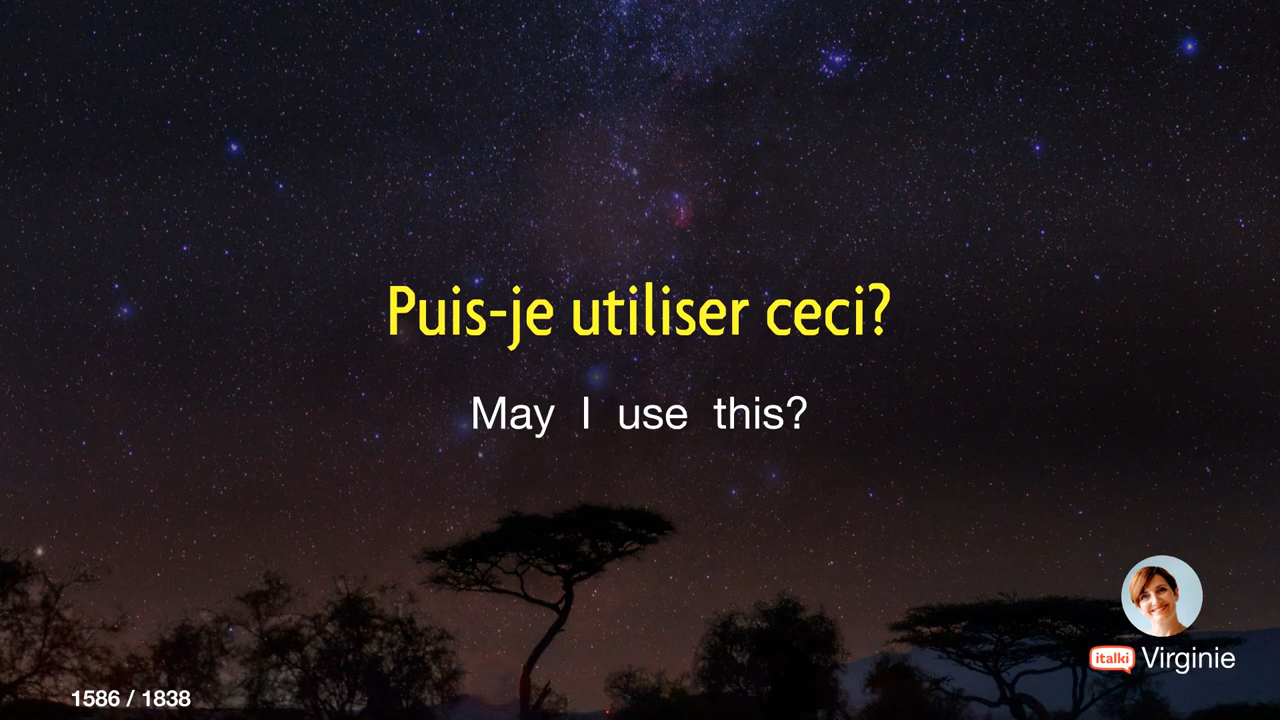 Puis-je utiliser ceci?
May I use this?
italki Virginie
1586 / 1838